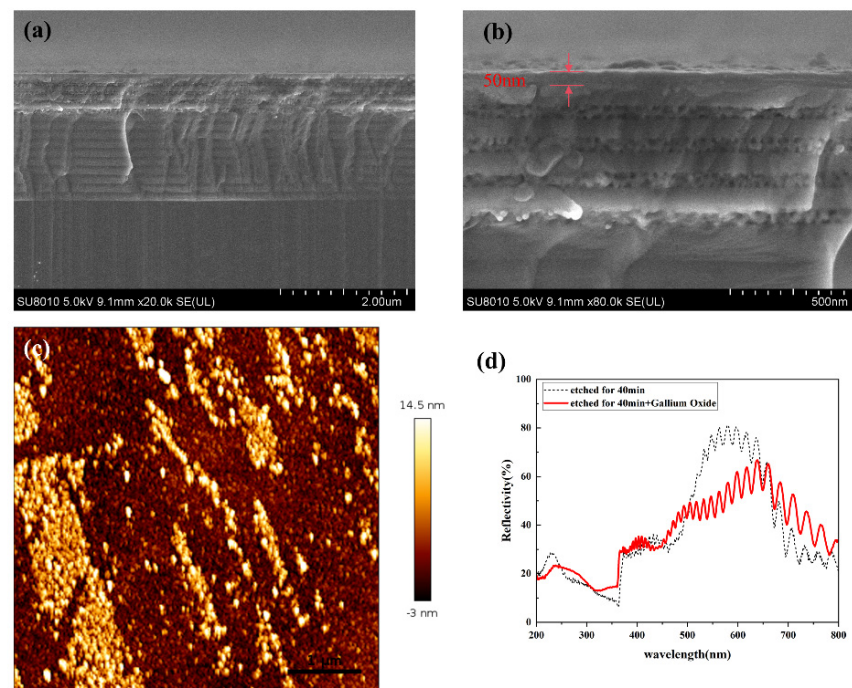 (a)
SU8010 5.0kV 9.1mm x20.0k SE(UL)
2.00um
(b)
50nm
SU8010 5.0kV 9.1mm x80.0k SE(UL)
500nm
(c)
14.5 nm
-3 nm
(d)
etched for 40min
etched for 40min+Gallium Oxide
Reflectivity(%)
100
80
60
40
20
0
200
300
400
500
600
700
800
wavelength(nm)